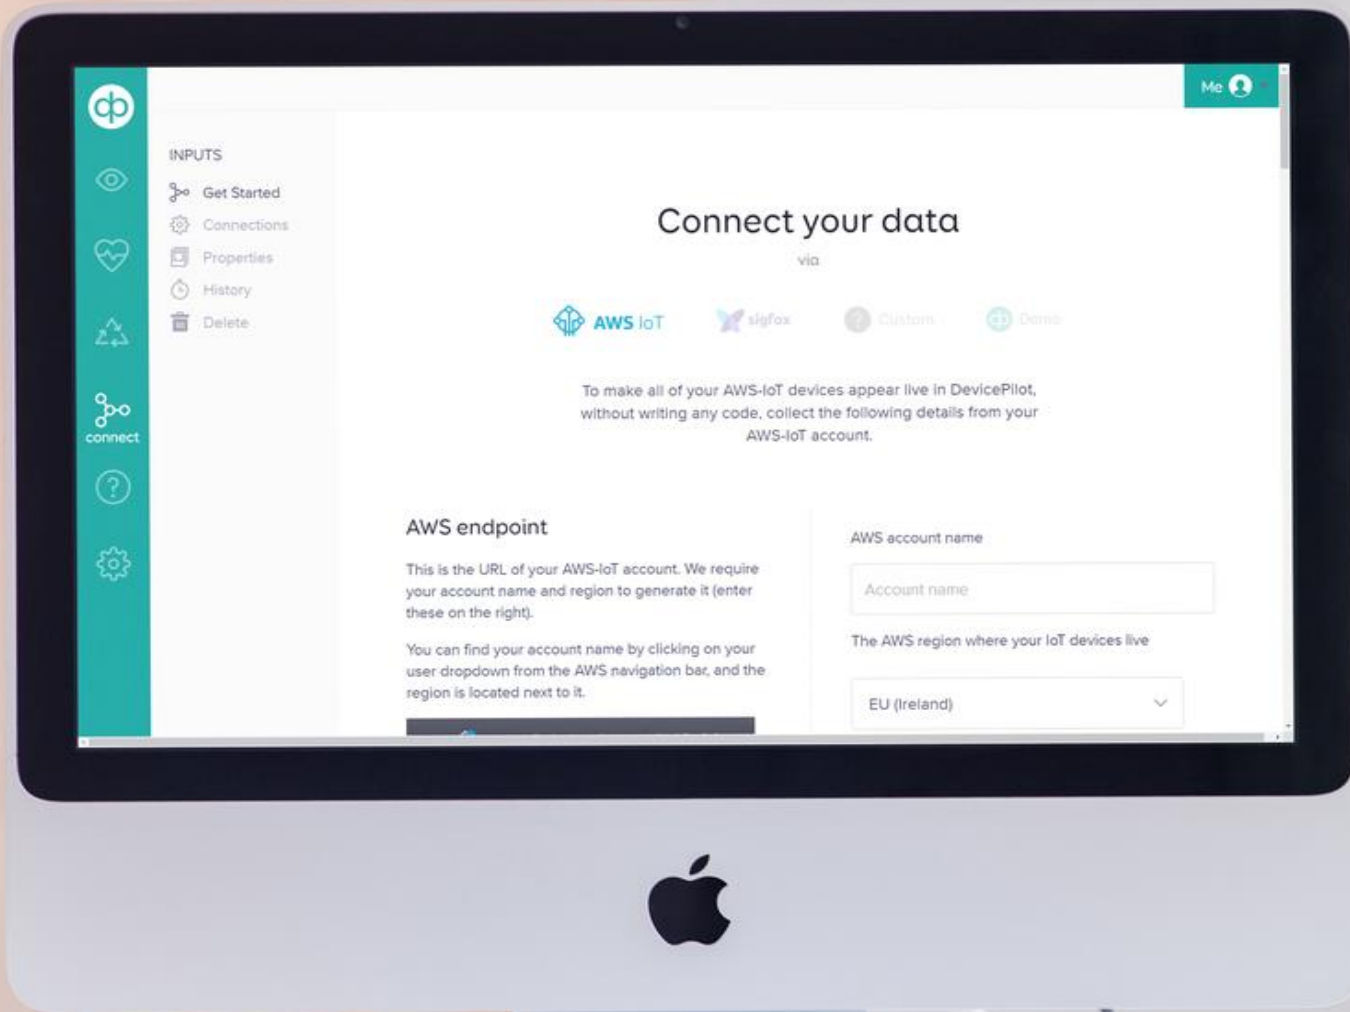 Me
connect
INPUTS
Get Started
Connections
Properties
History
Delete
Connect your data
via
AWS IoT
sigfox
Custom
Demo
To make all of your AWS-IoT devices appear live in DevicePilot,
without writing any code, collect the following details from your
AWS-IoT account.
AWS endpoint
This is the URL of your AWS-IoT account. We require
your account name and region to generate it (enter
these on the right).
You can find your account name by clicking on your
user dropdown from the AWS navigation bar, and the
region is located next to it.
AWS account name
Account name
The AWS region where your IoT devices live
EU (Ireland)